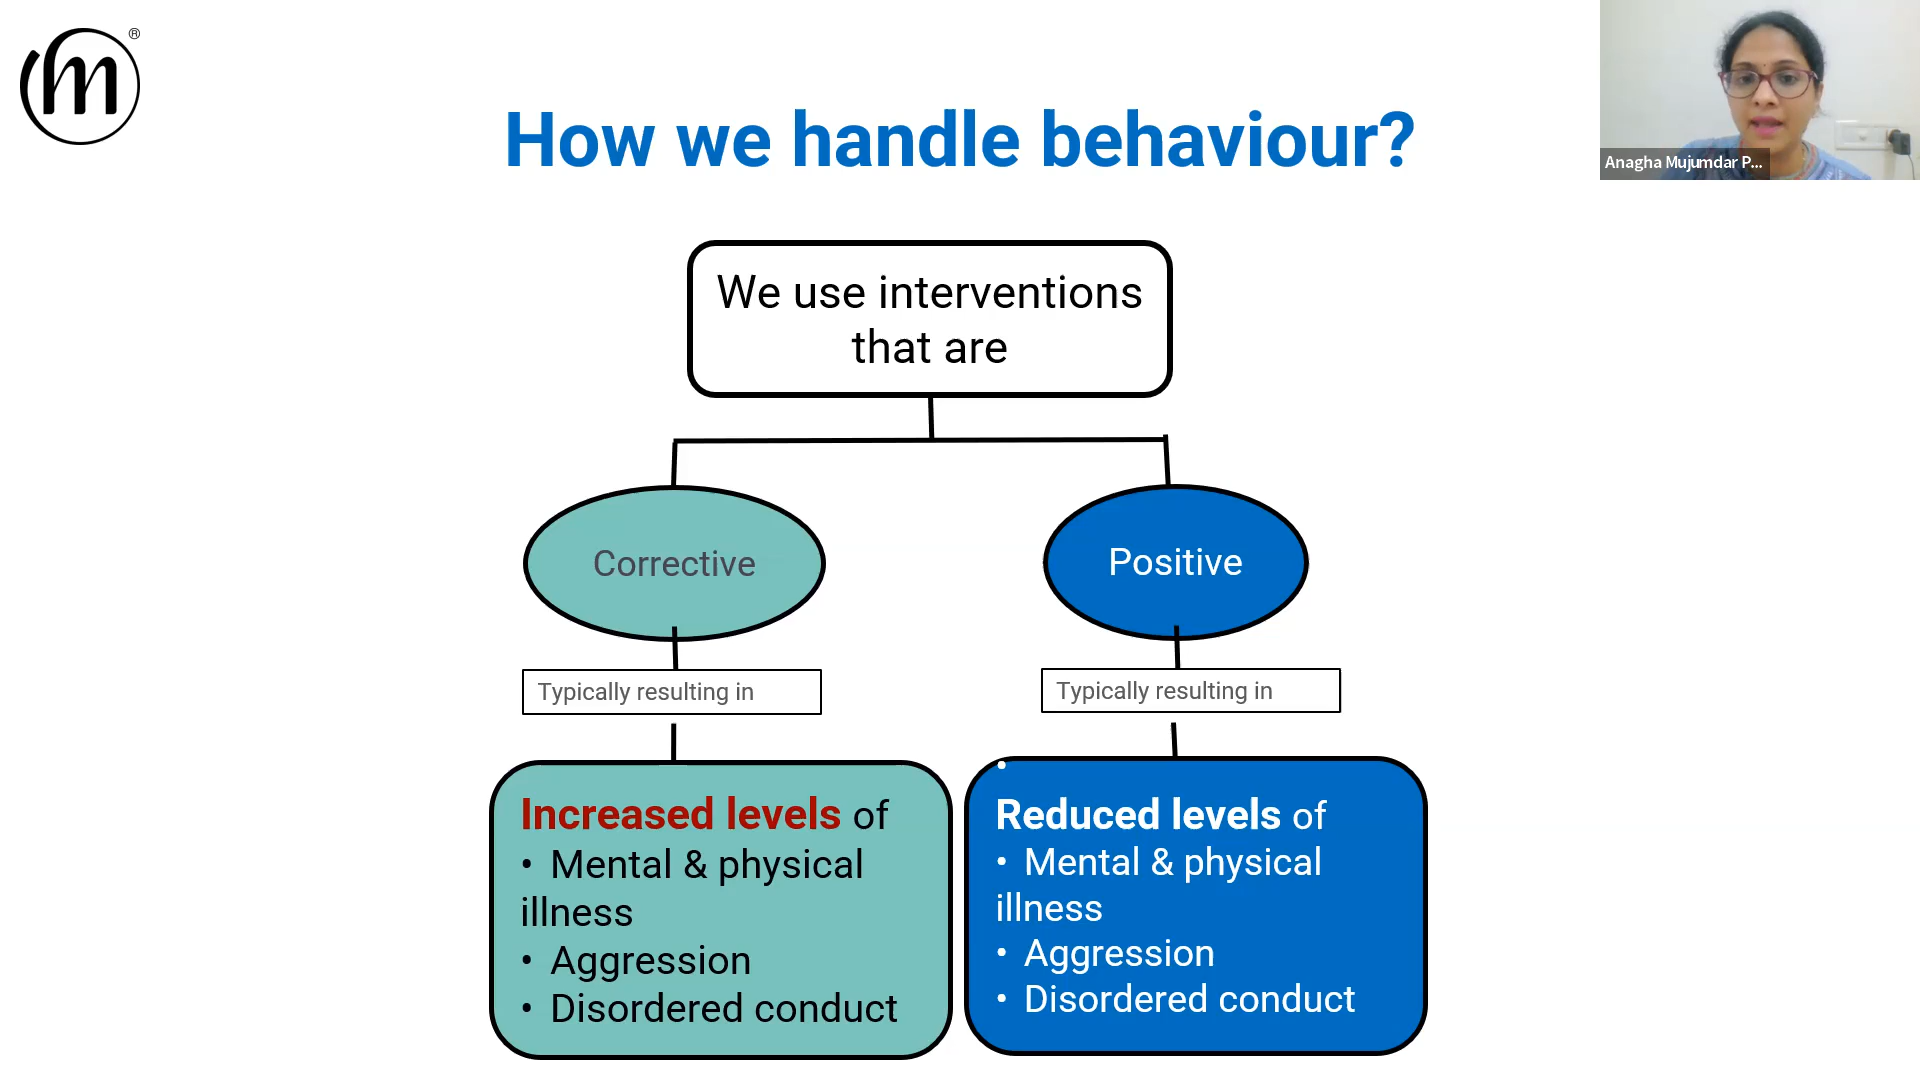 m®
How we handle behaviour?
Anagha Mujumdar P...
We use interventions
that are
Corrective
Positive
Typically resulting in
Typically resulting in
Increased levels of
• Mental & physical
illness
• Aggression
• Disordered conduct
•
Reduced levels of
• Mental & physical
illness
• Aggression
• Disordered conduct